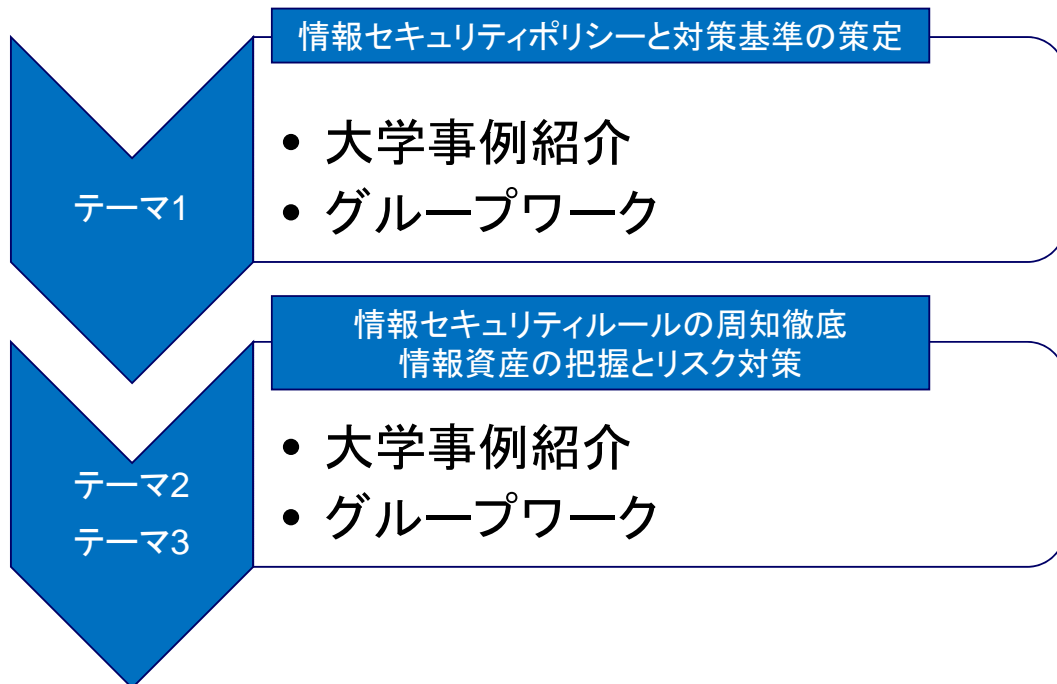 情報セキュリティポリシーと対策基準の策定
テーマ1
• 大学事例紹介
• グループワーク
情報セキュリティルールの周知徹底
情報資産の把握とリスク対策
テーマ2
テーマ3
• 大学事例紹介
• グループワーク